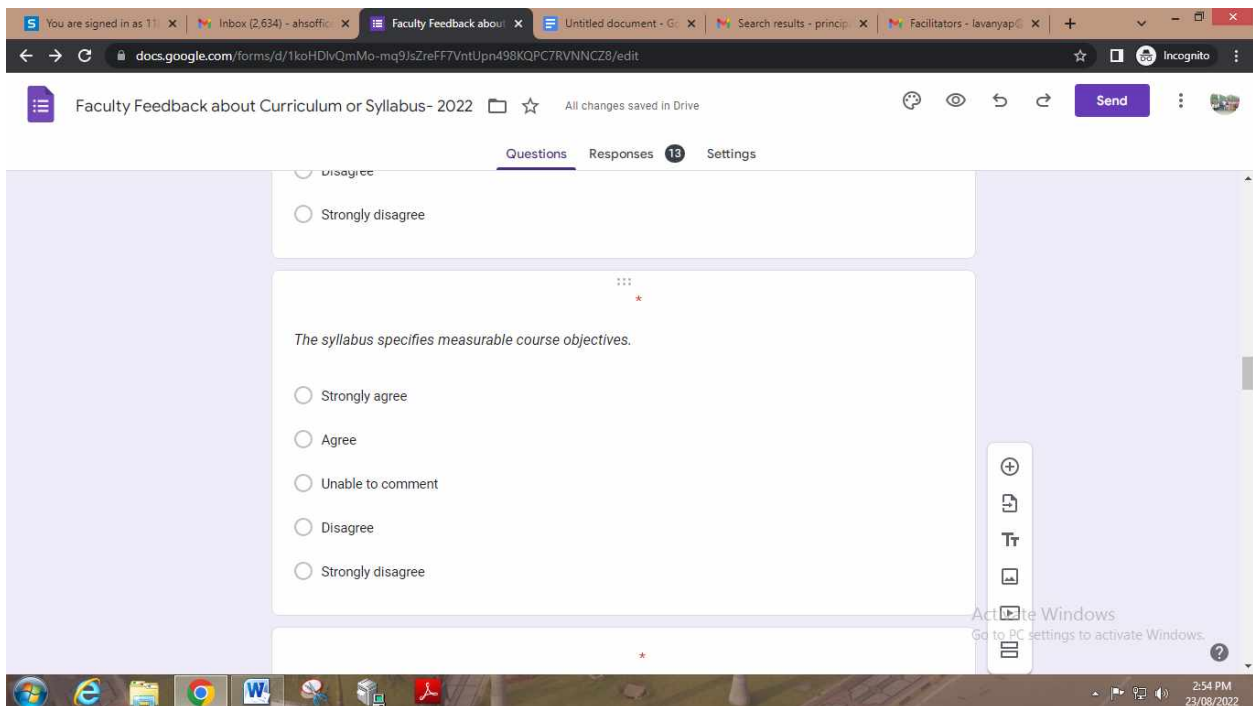 You are signed in as 11
Inbox (2,634) - ahsoffic
Faculty Feedback about
Untitled document - G
Search results - princip
Facilitators - lavanyap
docs.google.com/forms/d/1koHDlvQmMo-mq9JsZreFF7VntUpn498KQPC7RVNNCZ8/edit
Incognito
Faculty Feedback about Curriculum or Syllabus- 2022
All changes saved in Drive
Send
Questions Responses 13 Settings
Disagree
Strongly disagree
*
The syllabus specifies measurable course objectives.
Strongly agree
Agree
Unable to comment
Disagree
Strongly disagree
Activate Windows
Go to PC settings to activate Windows.
*
2:54 PM
23/08/2022